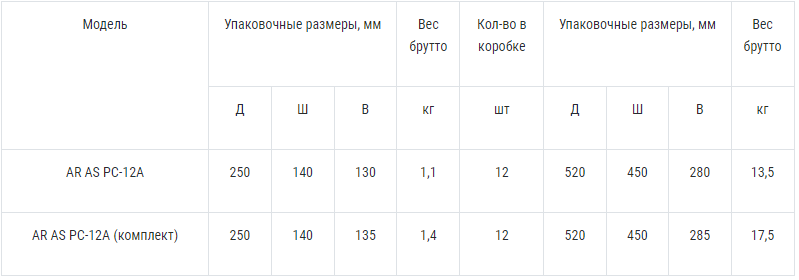 Модель Упаковочные размеры, мм Вес брутто Кол-во в коробке Упаковочные размеры, мм Вес брутто
Д Ш В кг шт Д Ш В кг
AR AS PC-12A 250 140 130 1,1 12 520 450 280 13,5
AR AS PC-12A (комплект) 250 140 135 1,4 12 520 450 285 17,5